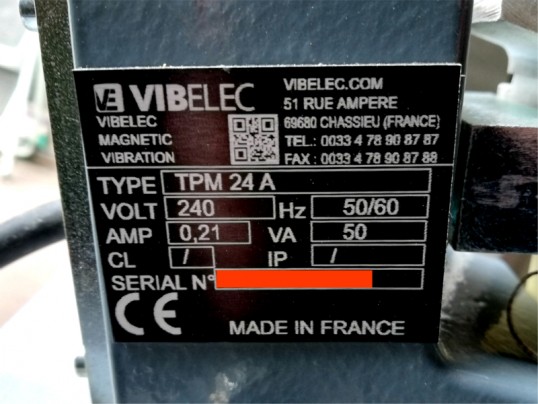 VE VIBELEC
VIBELEC
MAGNETIC
VIBRATION
VIBELEC.COM
51 RUE AMPERE
69680 CHASSIEU (FRANCE)
TEL.: 0033 4 78 90 87 87
FAX : 0033 4 78 90 87 88
TYPE TPM 24 A
VOLT 240 Hz 50/60
AMP 0,21 VA 50
CL / IP /
SERIAL N°
CE MADE IN FRANCE